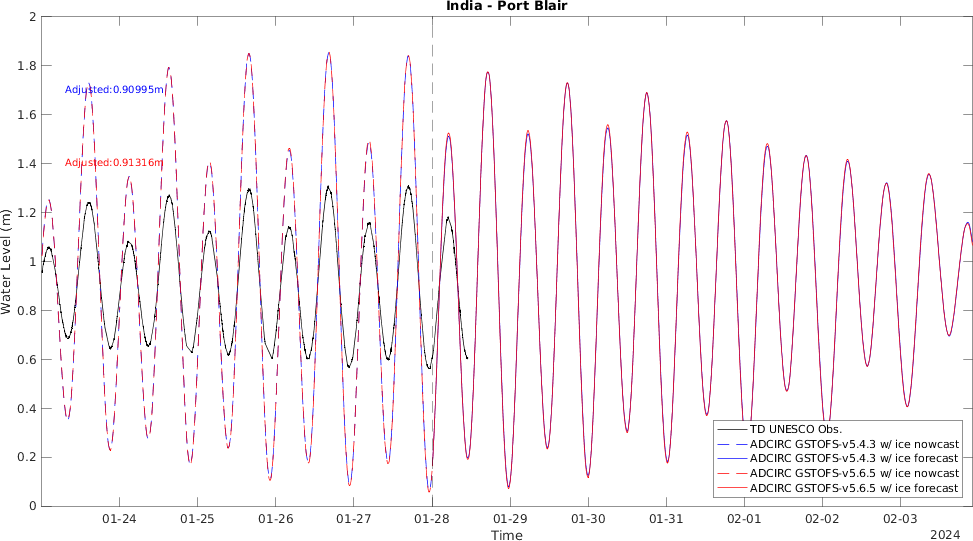 India - Port Blair
2
1.8
1.6
1.4
1.2
1
0.8
0.6
0.4
0.2
0
Water Level (m)
Adjusted:0.90995m
Adjusted:0.91316m
TD UNESCO Obs.
ADCIRC GSTOFS-v5.4.3 w/ ice nowcast
ADCIRC GSTOFS-v5.4.3 w/ ice forecast
ADCIRC GSTOFS-v5.6.5 w/ ice nowcast
ADCIRC GSTOFS-v5.6.5 w/ ice forecast
01-24 01-25 01-26 01-27 01-28 01-29 01-30 01-31 02-01 02-02 02-03
Time
2024